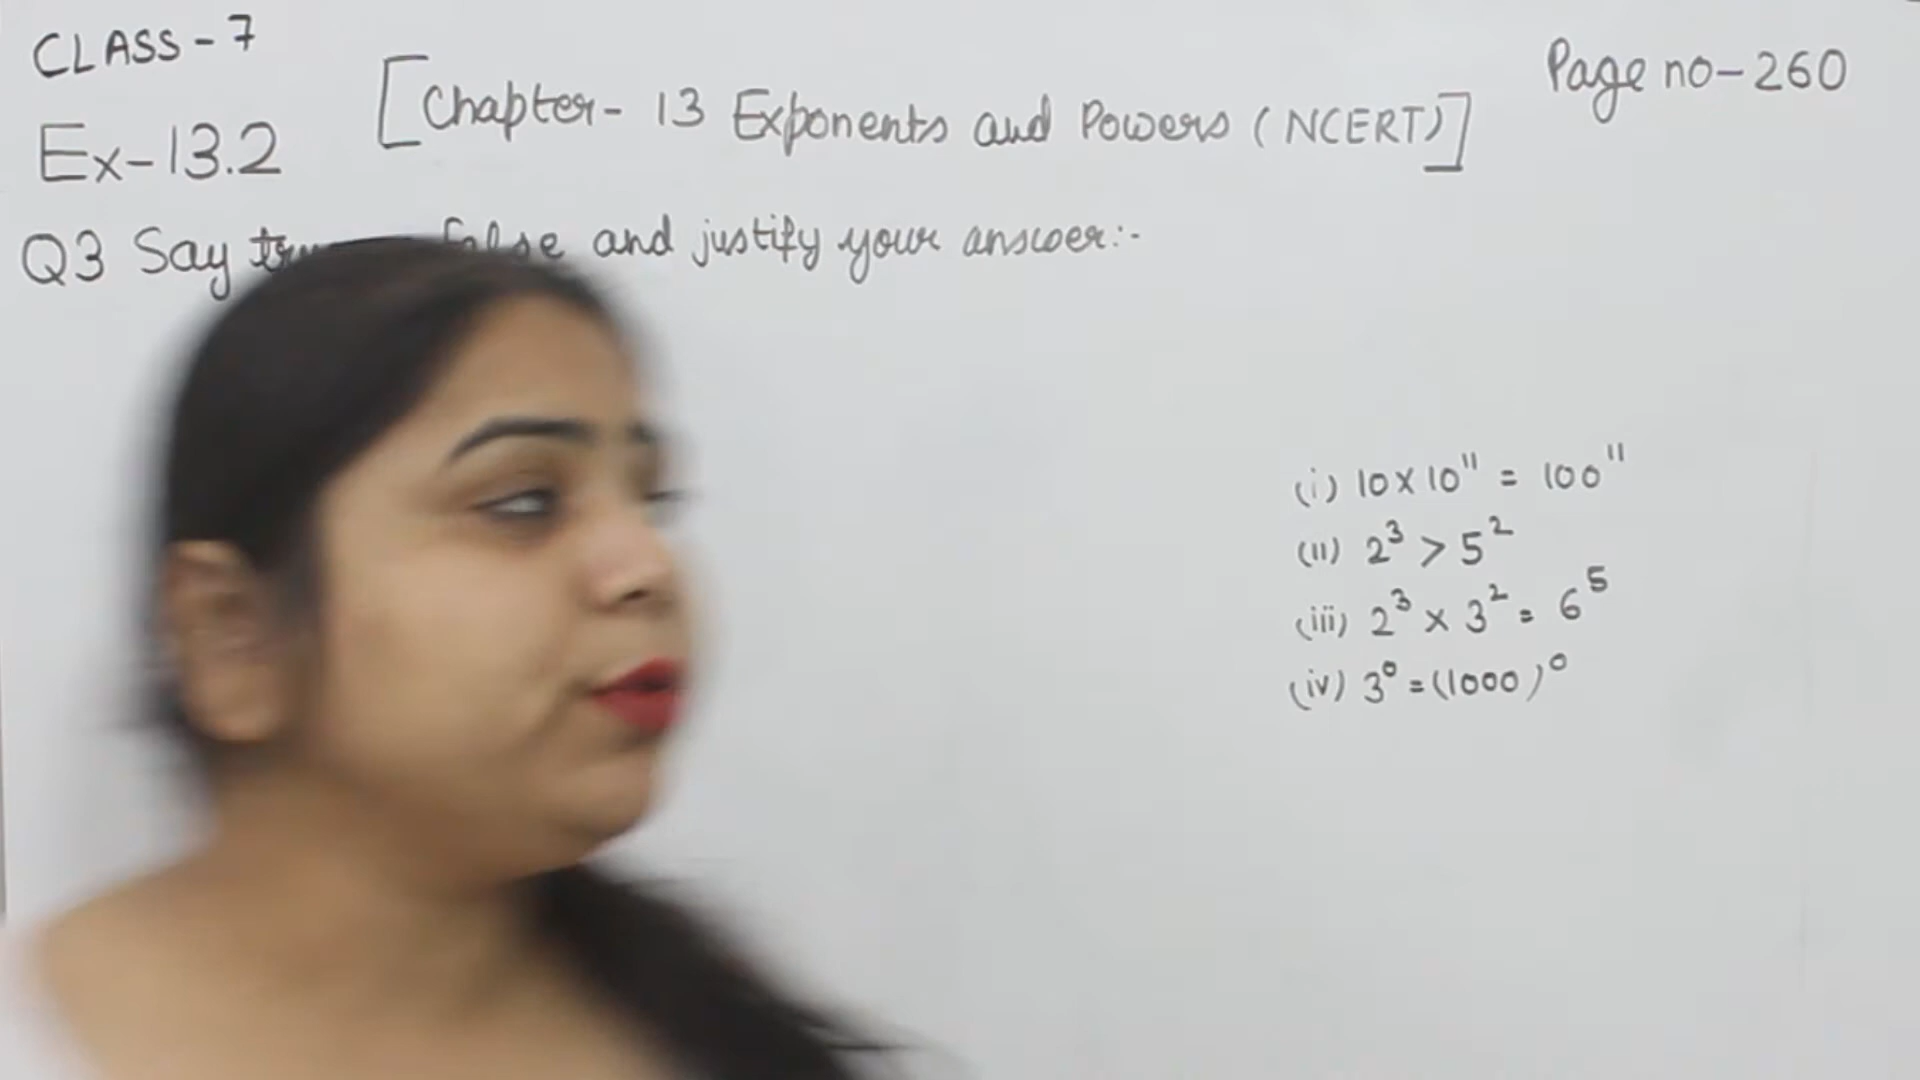 CLASS - 7
Ex-13.2
[Chapter - 13 Exponents and Powers (NCERT)]
Page no - 260
Q3 Say false and justify your answer:-
(i) 10 × 10¹¹ = 100¹¹
(ii) 2³ > 5²
(iii) 2³ × 3² = 6⁵
(iv) 3⁰ = (1000)⁰